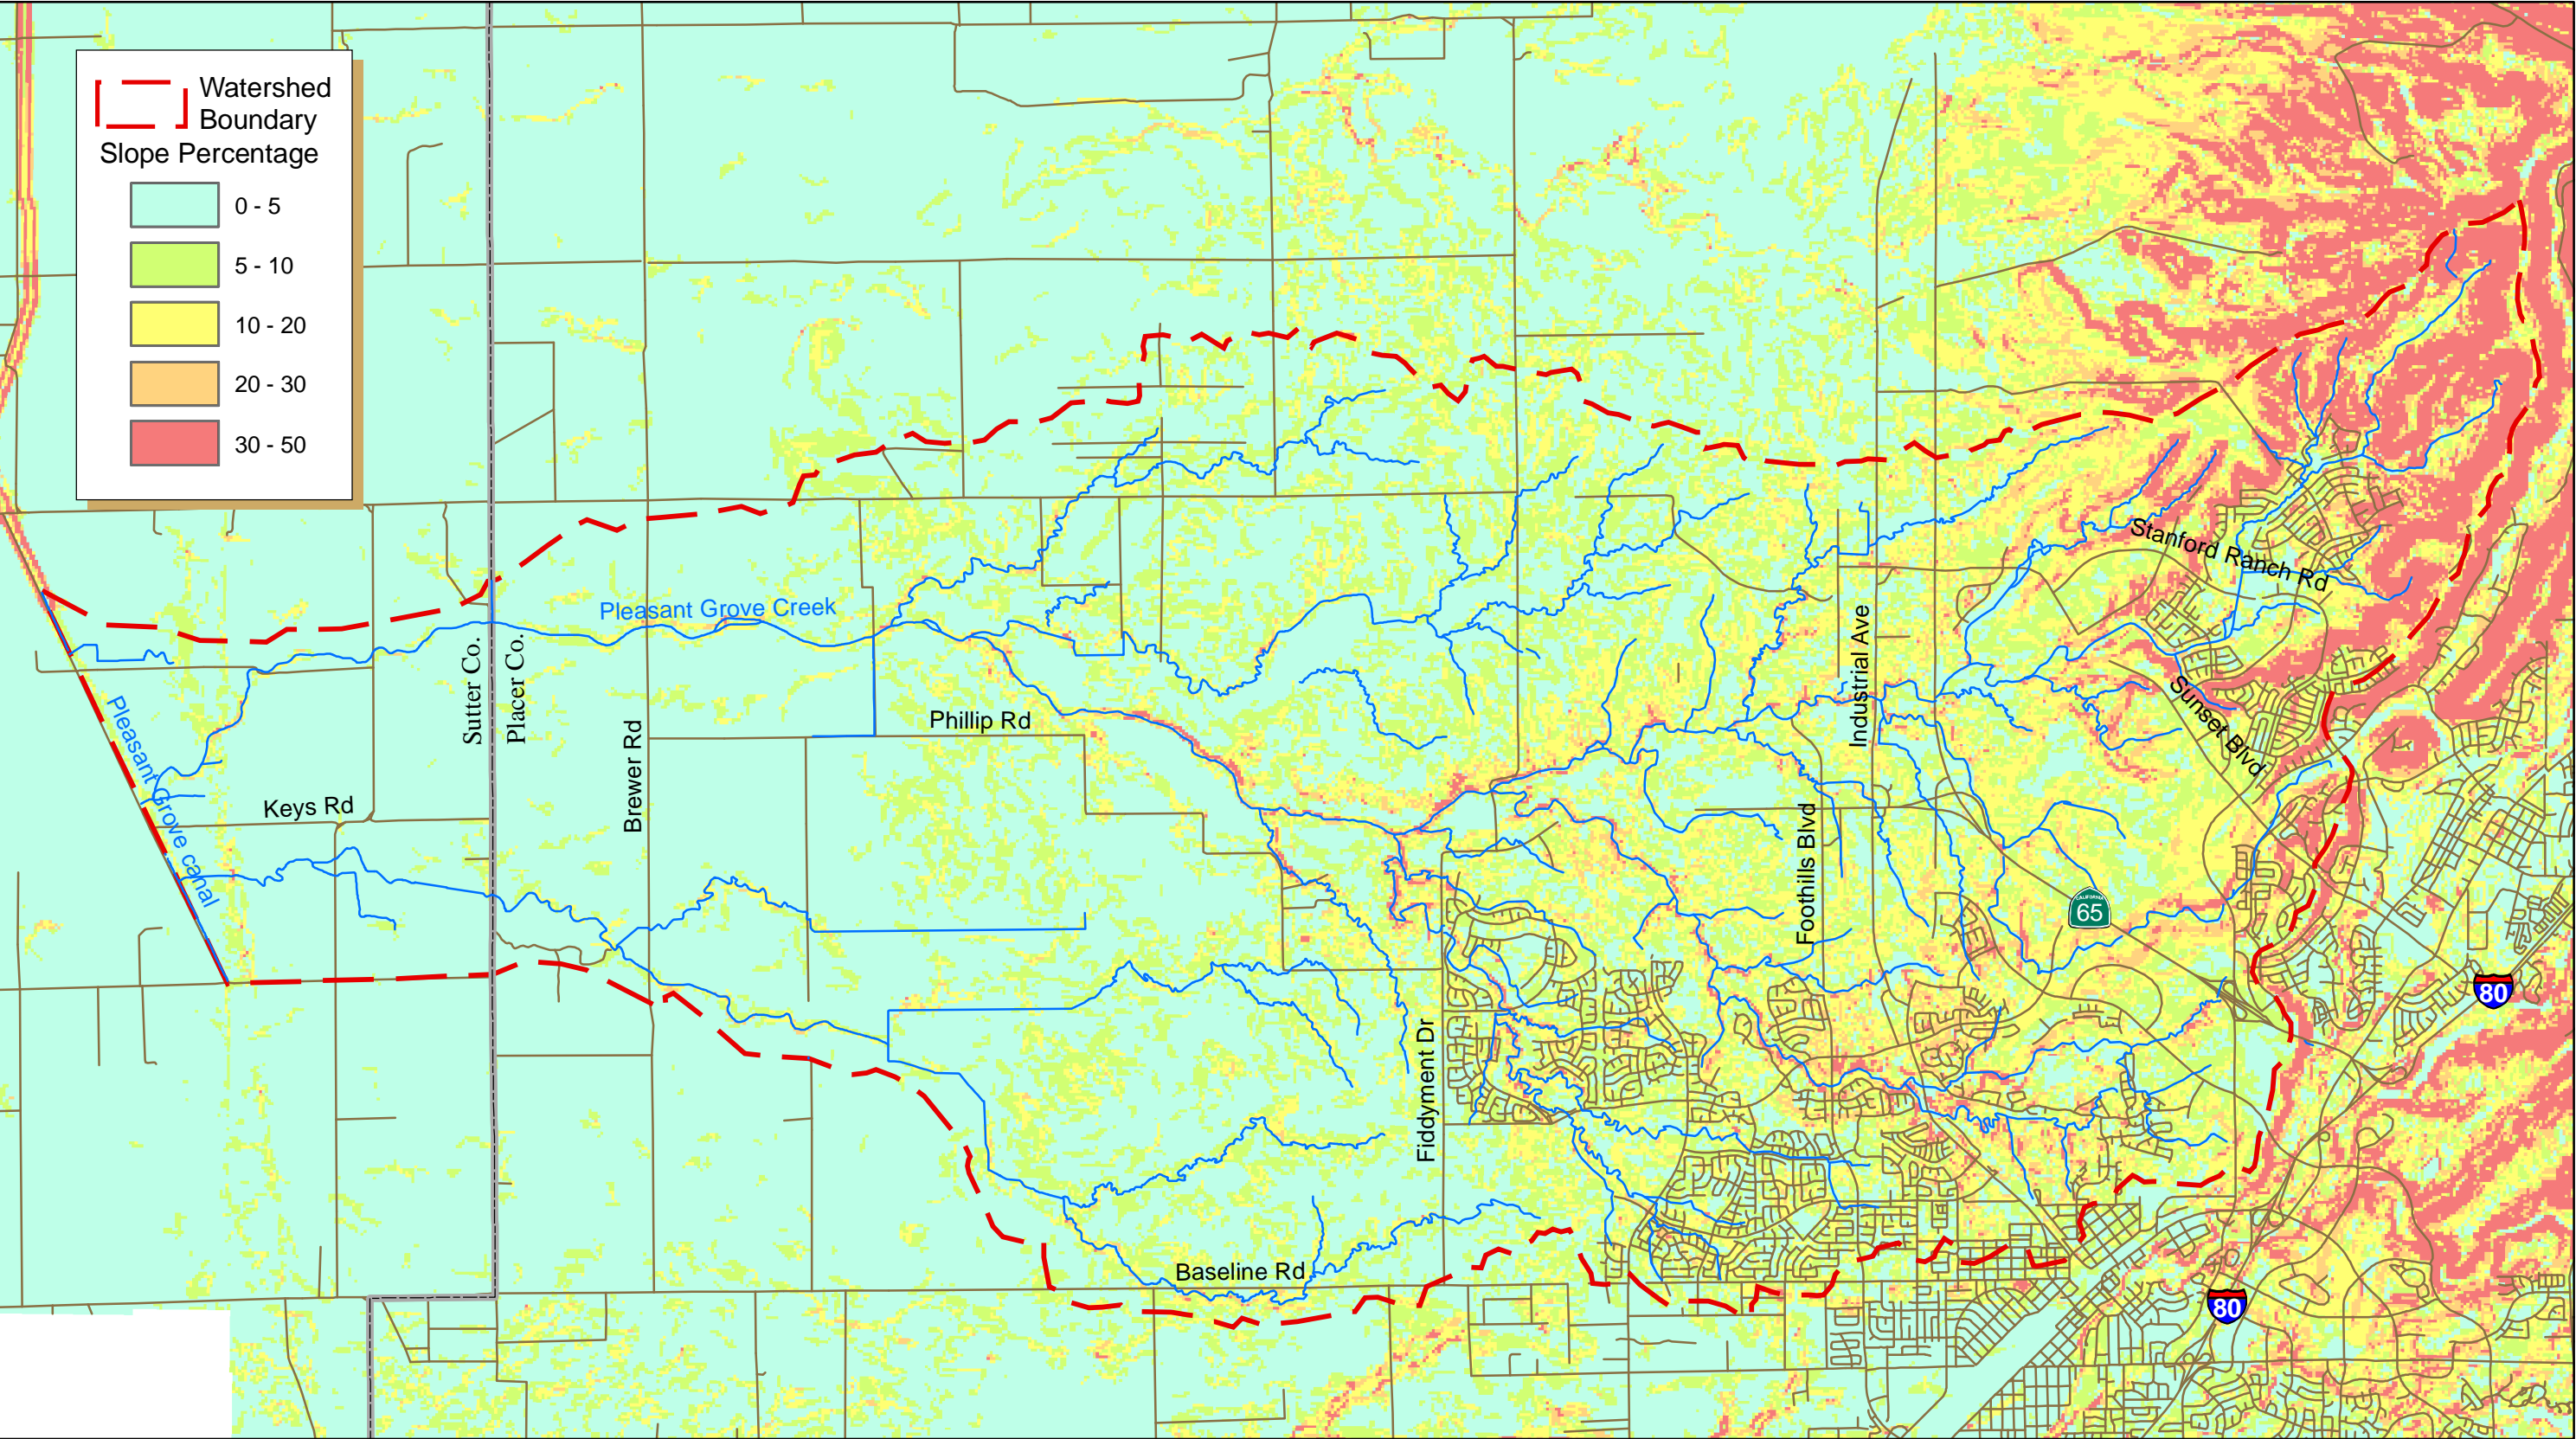 Watershed
Boundary
Slope Percentage
0 - 5
5 - 10
10 - 20
20 - 30
30 - 50
Stanford Ranch Rd
Pleasant Grove Creek
Industrial Ave
Sutter Co.
Placer Co.
Sunset Blvd
Phillip Rd
Brewer Rd
Pleasant Grove canal
Keys Rd
Foothills Blvd
CALIFORNIA
65
80
Fiddyment Dr
Baseline Rd
80